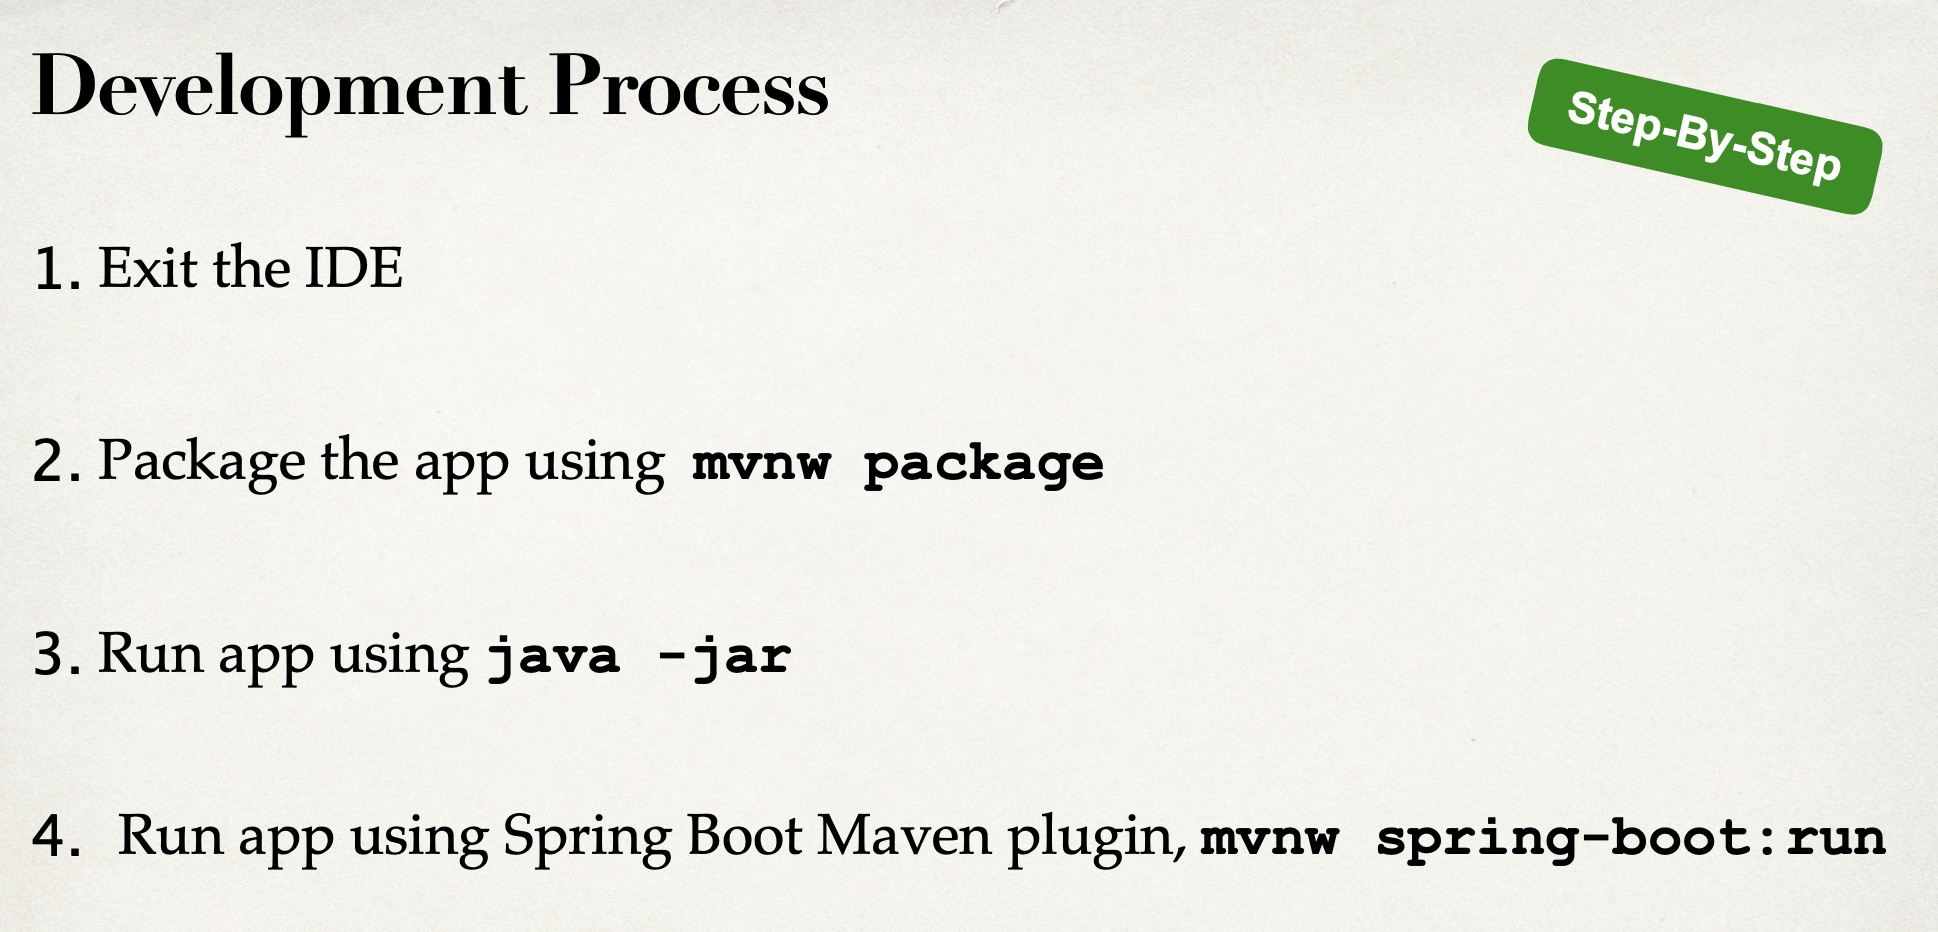 Development Process
Step-By-Step
1. Exit the IDE
2. Package the app using mvnw package
3. Run app using java -jar
4. Run app using Spring Boot Maven plugin, mvnw spring-boot:run